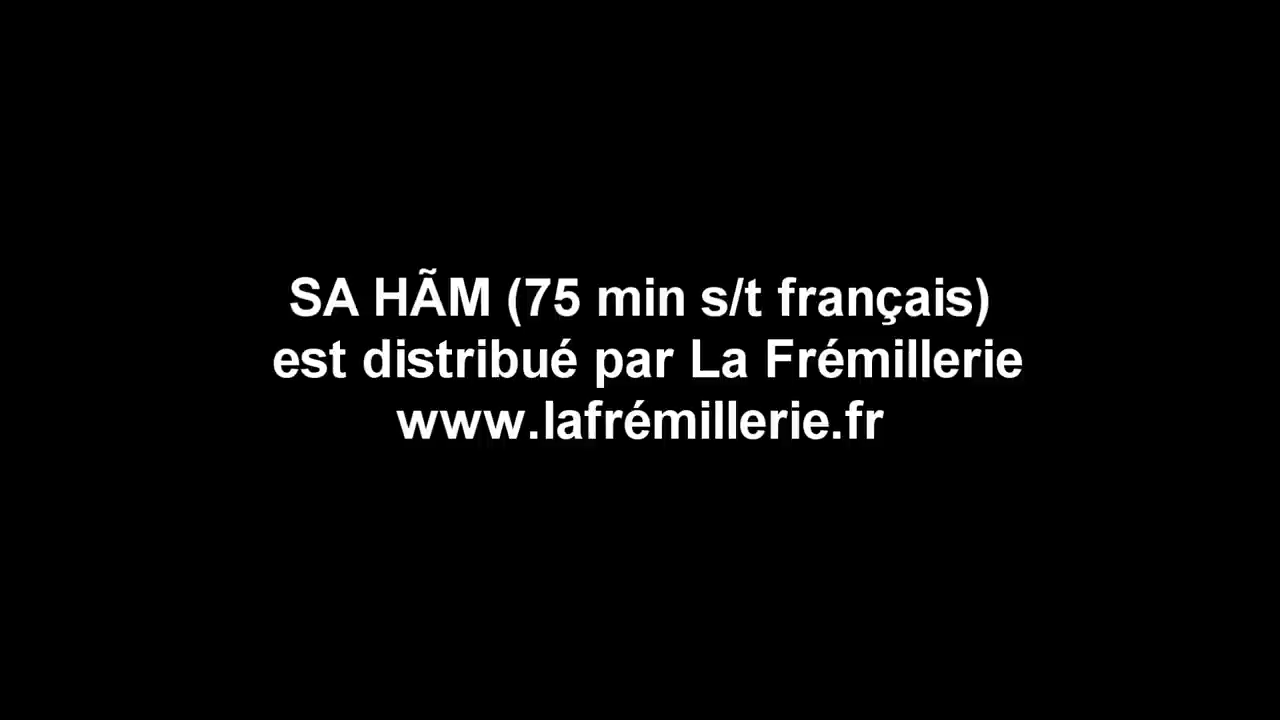 SA HÃM (75 min s/t français)
est distribué par La Frémillerie
www.lafrémillerie.fr